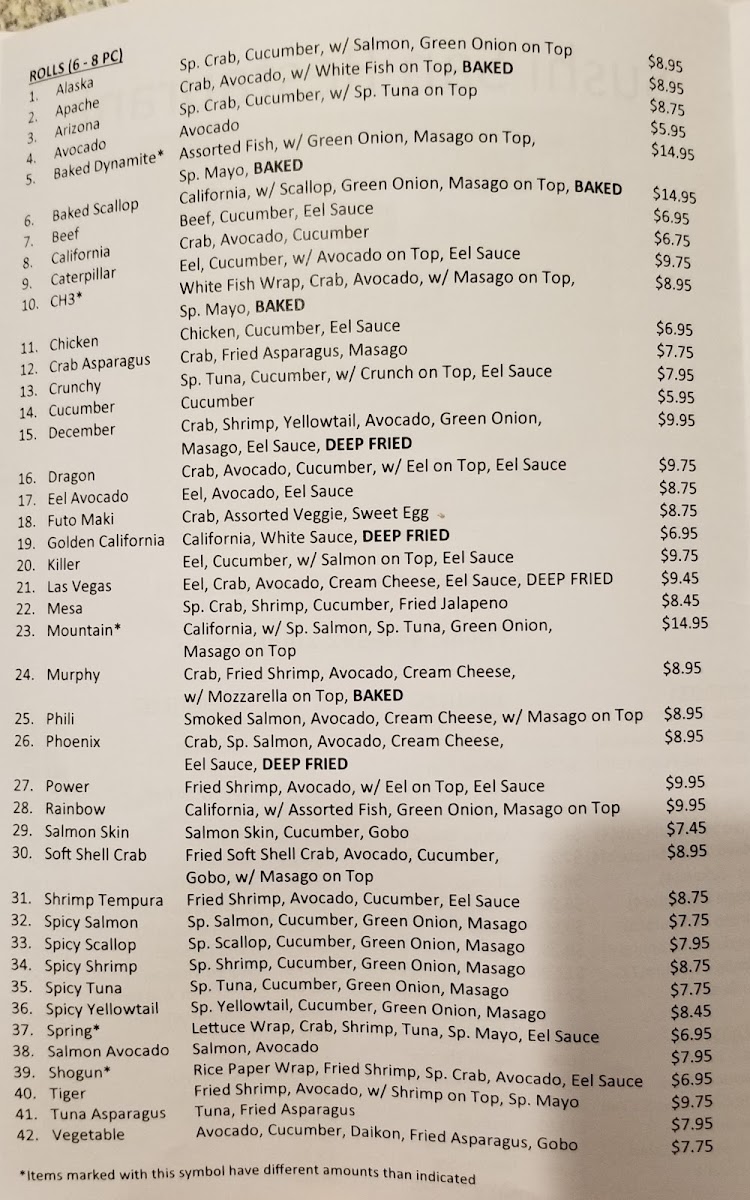 ROLLS (6 - 8 PC)
1. Alaska Sp. Crab, Cucumber, w/ Salmon, Green Onion on Top $8.95
2. Apache Crab, Avocado, w/ White Fish on Top, BAKED $8.95
3. Arizona Sp. Crab, Cucumber, w/ Sp. Tuna on Top $8.75
4. Avocado Avocado $5.95
5. Baked Dynamite* Assorted Fish, w/ Green Onion, Masago on Top, $14.95
Sp. Mayo, BAKED
6. Baked Scallop California, w/ Scallop, Green Onion, Masago on Top, BAKED $14.95
7. Beef Beef, Cucumber, Eel Sauce $6.95
8. California Crab, Avocado, Cucumber $6.75
9. Caterpillar Eel, Cucumber, w/ Avocado on Top, Eel Sauce $9.75
10. CH3* White Fish Wrap, Crab, Avocado, w/ Masago on Top, $8.95
Sp. Mayo, BAKED
11. Chicken Chicken, Cucumber, Eel Sauce $6.95
12. Crab Asparagus Crab, Fried Asparagus, Masago $7.75
13. Crunchy Sp. Tuna, Cucumber, w/ Crunch on Top, Eel Sauce $7.95
14. Cucumber Cucumber $5.95
15. December Crab, Shrimp, Yellowtail, Avocado, Green Onion, $9.95
Masago, Eel Sauce, DEEP FRIED
16. Dragon Crab, Avocado, Cucumber, w/ Eel on Top, Eel Sauce $9.75
17. Eel Avocado Eel, Avocado, Eel Sauce $8.75
18. Futo Maki Crab, Assorted Veggie, Sweet Egg $8.75
19. Golden California California, White Sauce, DEEP FRIED $6.95
20. Killer Eel, Cucumber, w/ Salmon on Top, Eel Sauce $9.75
21. Las Vegas Eel, Crab, Avocado, Cream Cheese, Eel Sauce, DEEP FRIED $9.45
22. Mesa Sp. Crab, Shrimp, Cucumber, Fried Jalapeno $8.45
23. Mountain* California, w/ Sp. Salmon, Sp. Tuna, Green Onion, $14.95
Masago on Top
24. Murphy Crab, Fried Shrimp, Avocado, Cream Cheese, $8.95
w/ Mozzarella on Top, BAKED
25. Phili Smoked Salmon, Avocado, Cream Cheese, w/ Masago on Top $8.95
26. Phoenix Crab, Sp. Salmon, Avocado, Cream Cheese, $8.95
Eel Sauce, DEEP FRIED
27. Power Fried Shrimp, Avocado, w/ Eel on Top, Eel Sauce $9.95
28. Rainbow California, w/ Assorted Fish, Green Onion, Masago on Top $9.95
29. Salmon Skin Salmon Skin, Cucumber, Gobo $7.45
30. Soft Shell Crab Fried Soft Shell Crab, Avocado, Cucumber, $8.95
Gobo, w/ Masago on Top
31. Shrimp Tempura Fried Shrimp, Avocado, Cucumber, Eel Sauce $8.75
32. Spicy Salmon Sp. Salmon, Cucumber, Green Onion, Masago $7.75
33. Spicy Scallop Sp. Scallop, Cucumber, Green Onion, Masago $7.95
34. Spicy Shrimp Sp. Shrimp, Cucumber, Green Onion, Masago $8.75
35. Spicy Tuna Sp. Tuna, Cucumber, Green Onion, Masago $7.75
36. Spicy Yellowtail Sp. Yellowtail, Cucumber, Green Onion, Masago $8.45
37. Spring* Lettuce Wrap, Crab, Shrimp, Tuna, Sp. Mayo, Eel Sauce $6.95
38. Salmon Avocado Salmon, Avocado $7.95
39. Shogun* Rice Paper Wrap, Fried Shrimp, Sp. Crab, Avocado, Eel Sauce $6.95
40. Tiger Fried Shrimp, Avocado, w/ Shrimp on Top, Sp. Mayo $9.75
41. Tuna Asparagus Tuna, Fried Asparagus $7.95
42. Vegetable Avocado, Cucumber, Daikon, Fried Asparagus, Gobo $7.75
*Items marked with this symbol have different amounts than indicated